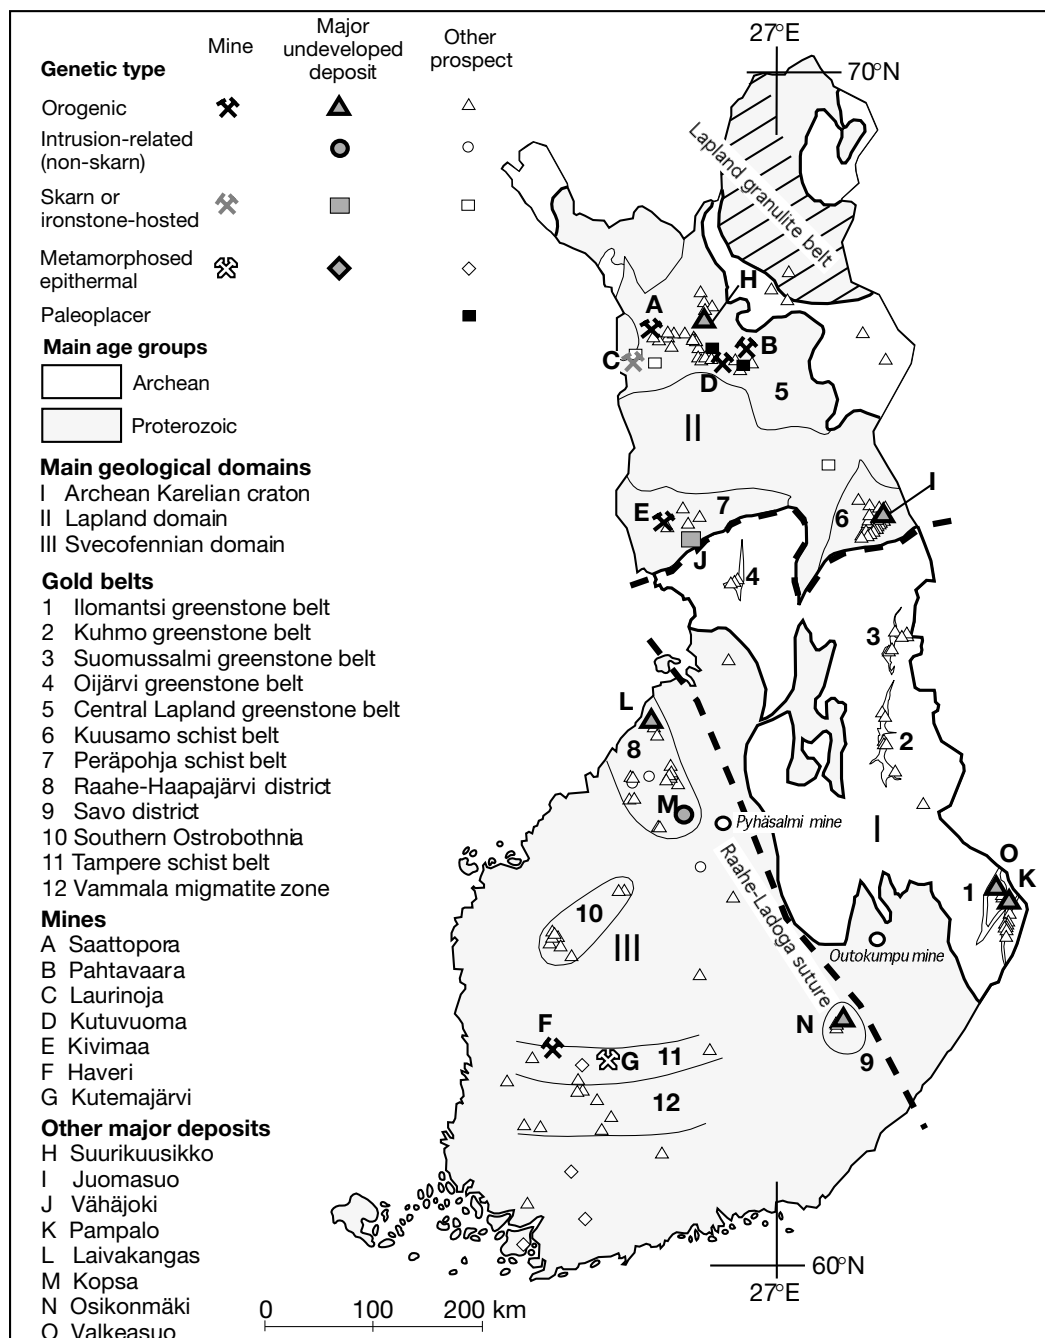 Genetic type
Mine
Major
undeveloped
deposit
Other
prospect
Orogenic
Intrusion-related
(non-skarn)
Skarn or
ironstone-hosted
Metamorphosed
epithermal
Paleoplacer
Main age groups
Archean
Proterozoic
Main geological domains
I Archean Karelian craton
II Lapland domain
III Svecofennian domain
Gold belts
1 Ilomantsi greenstone belt
2 Kuhmo greenstone belt
3 Suomussalmi greenstone belt
4 Oijärvi greenstone belt
5 Central Lapland greenstone belt
6 Kuusamo schist belt
7 Peräpohja schist belt
8 Raahe-Haapajärvi district
9 Savo district
10 Southern Ostrobothnia
11 Tampere schist belt
12 Vammala migmatite zone
Mines
A Saattopora
B Pahtavaara
C Laurinoja
D Kutuvuoma
E Kivimaa
F Haveri
G Kutemajärvi
Other major deposits
H Suurikuusikko
I Juomasuo
J Vähäjoki
K Pampalo
L Laivakangas
M Kopsa
N Osikonmäki
O Valkeasuo
27°E
70°N
Lapland granulite belt
H
A
B
C
D
5
II
I
7
E
6
J
4
3
L
8
2
M
Pyhäsalmi mine
I
O
K
1
Raahe-Ladoga suture
10
III
Outokumpu mine
N
F
G
11
9
12
60°N
27°E
0 100 200 km